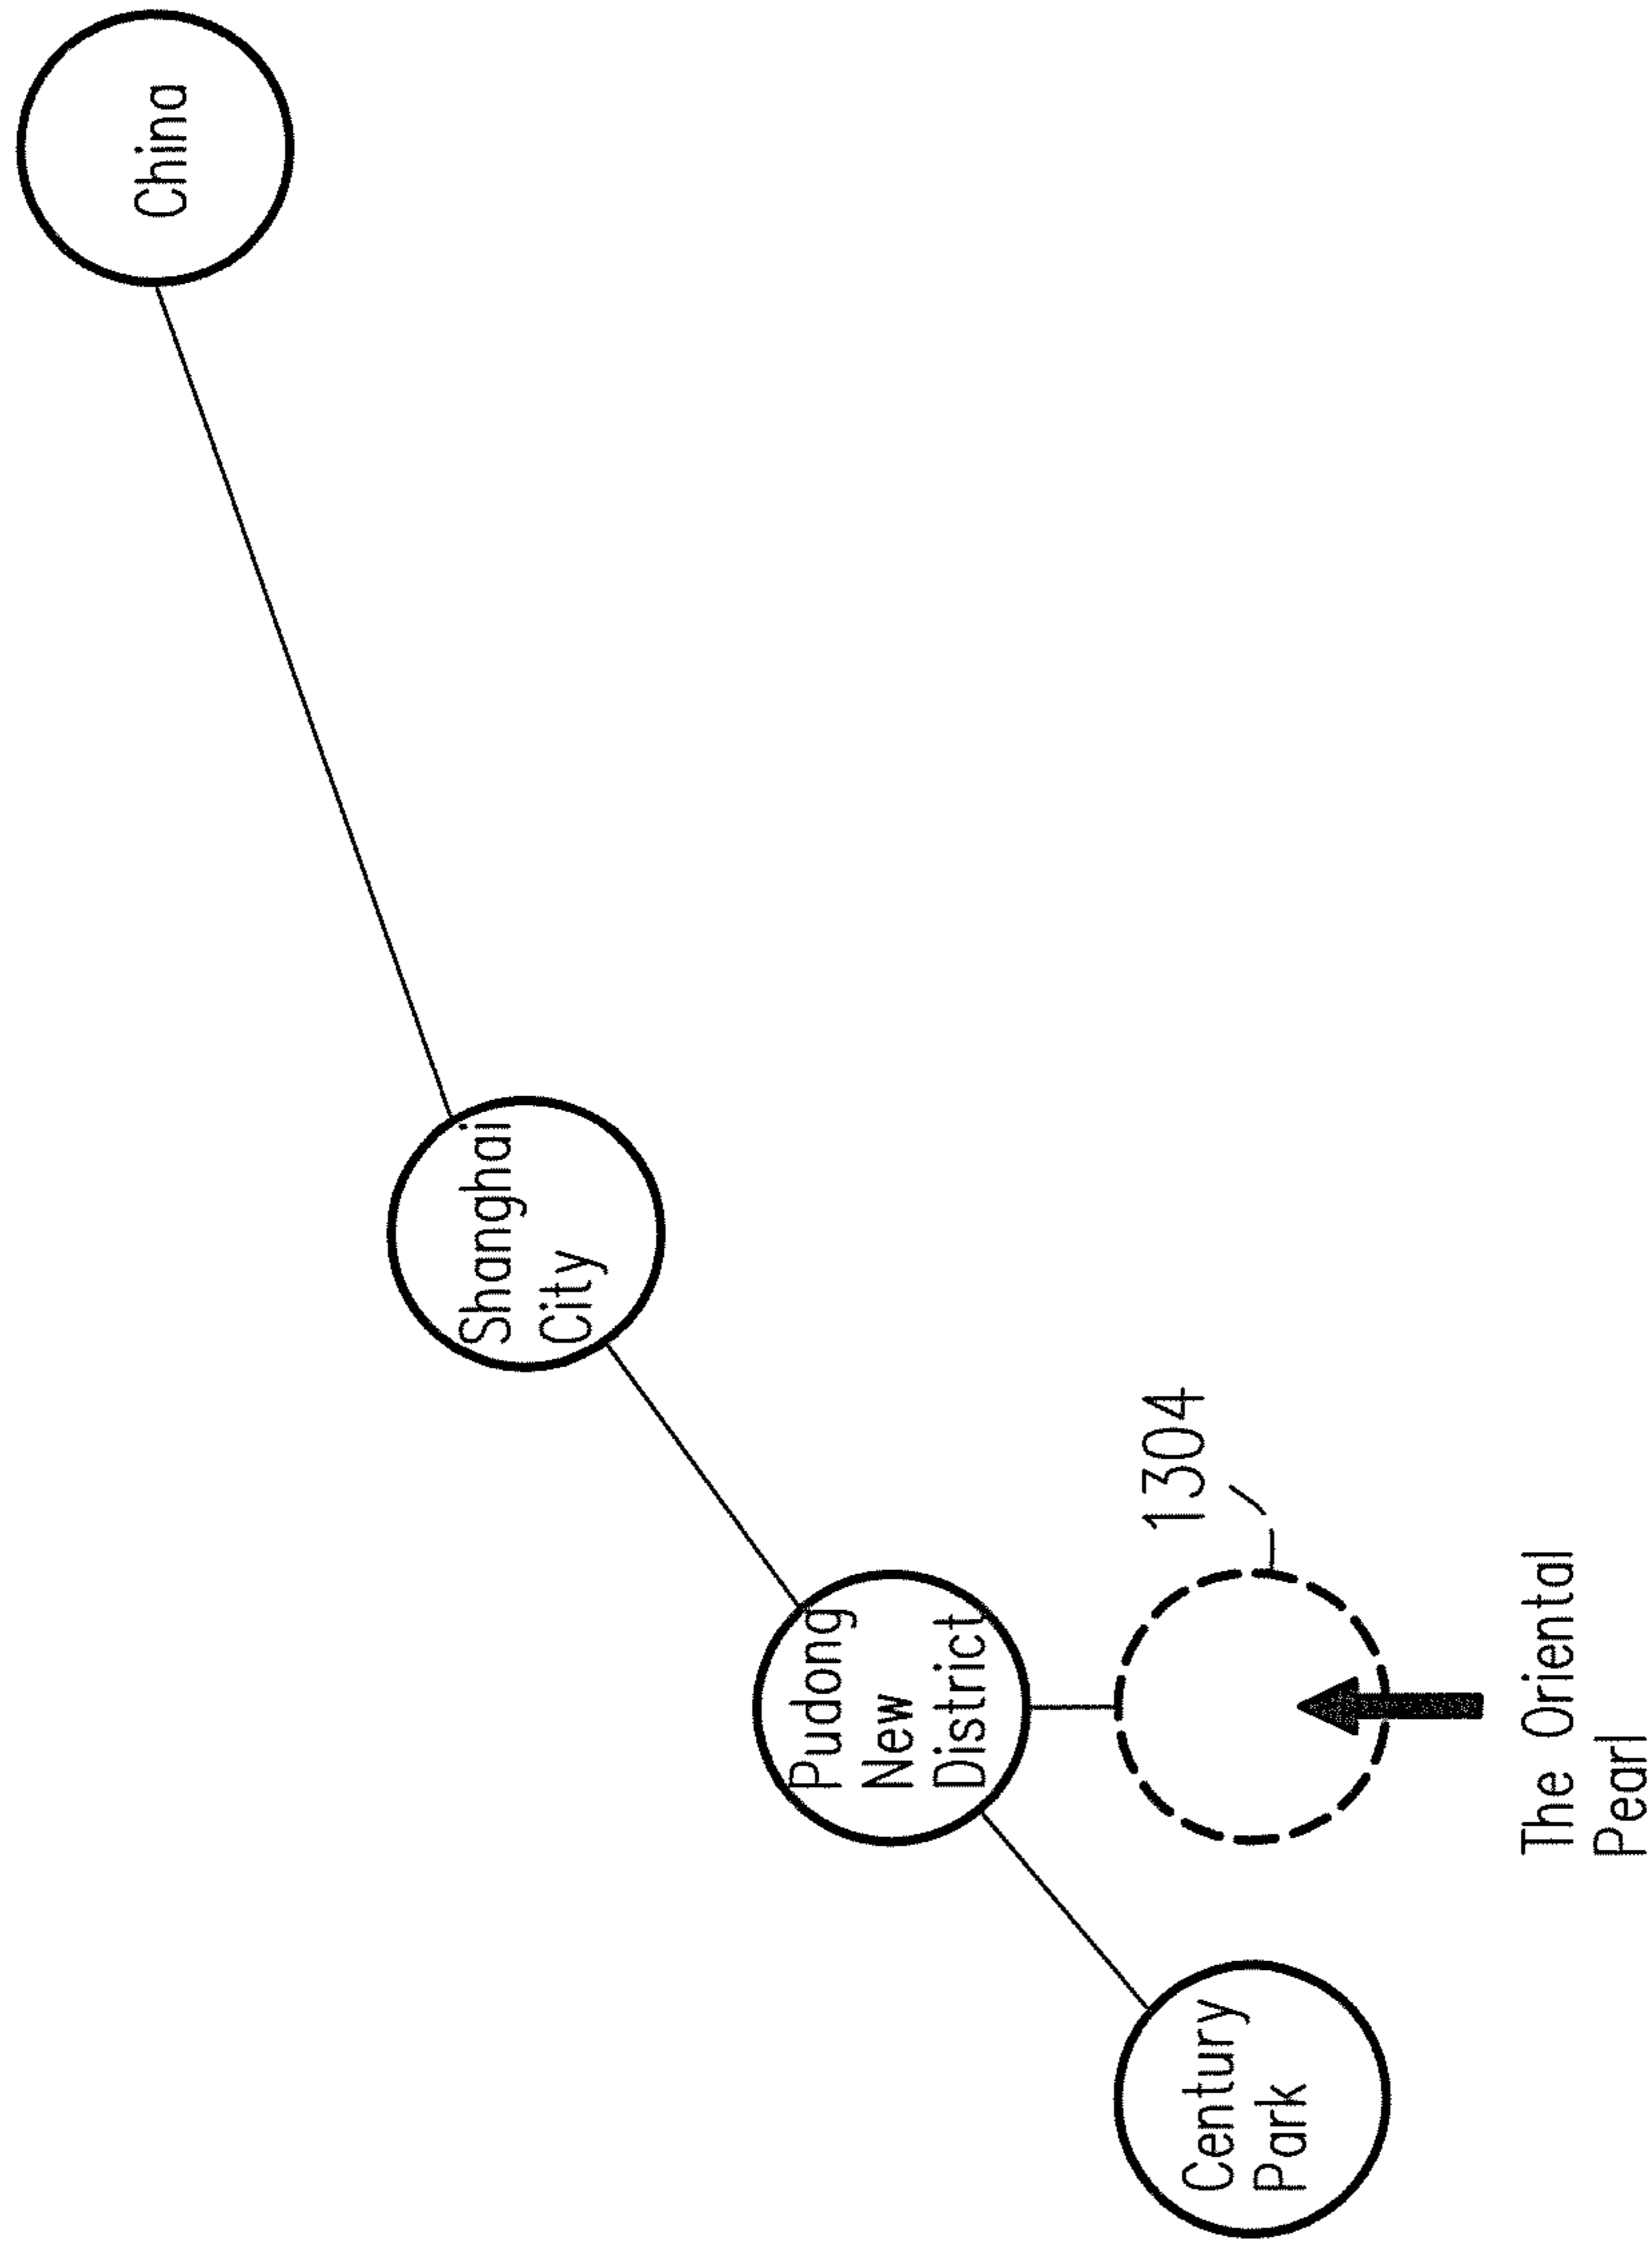 China
Shanghai
City
Pudong
New
District
1304
Century
Park
The Oriental
Pearl